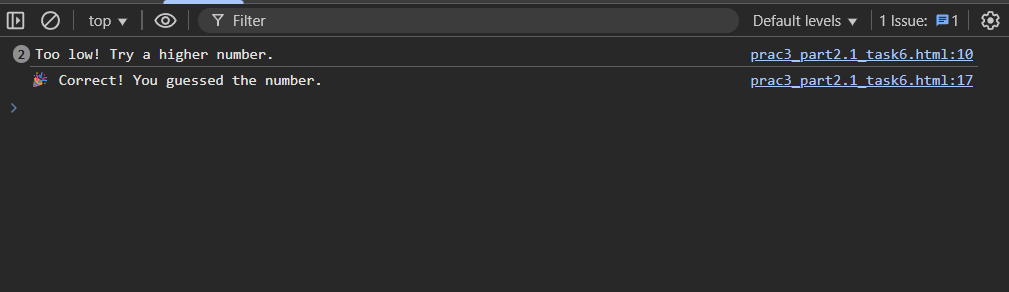 top Filter Default levels 1 Issue: 1
2 Too low! Try a higher number. prac3_part2.1_task6.html:10
🎉 Correct! You guessed the number. prac3_part2.1_task6.html:17